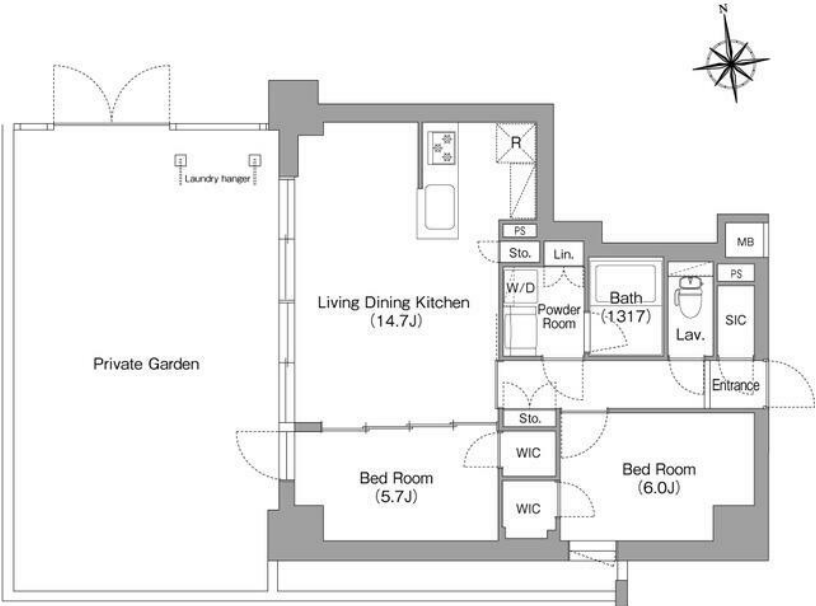 N
R
Laundry hanger
PS
MB
Sto.
Lin.
PS
W/D
Living Dining Kitchen
(14.7J)
Powder
Room
Bath
(1317)
Lav.
SIC
Private Garden
Entrance
Sto.
WIC
Bed Room
(5.7J)
Bed Room
(6.0J)
WIC